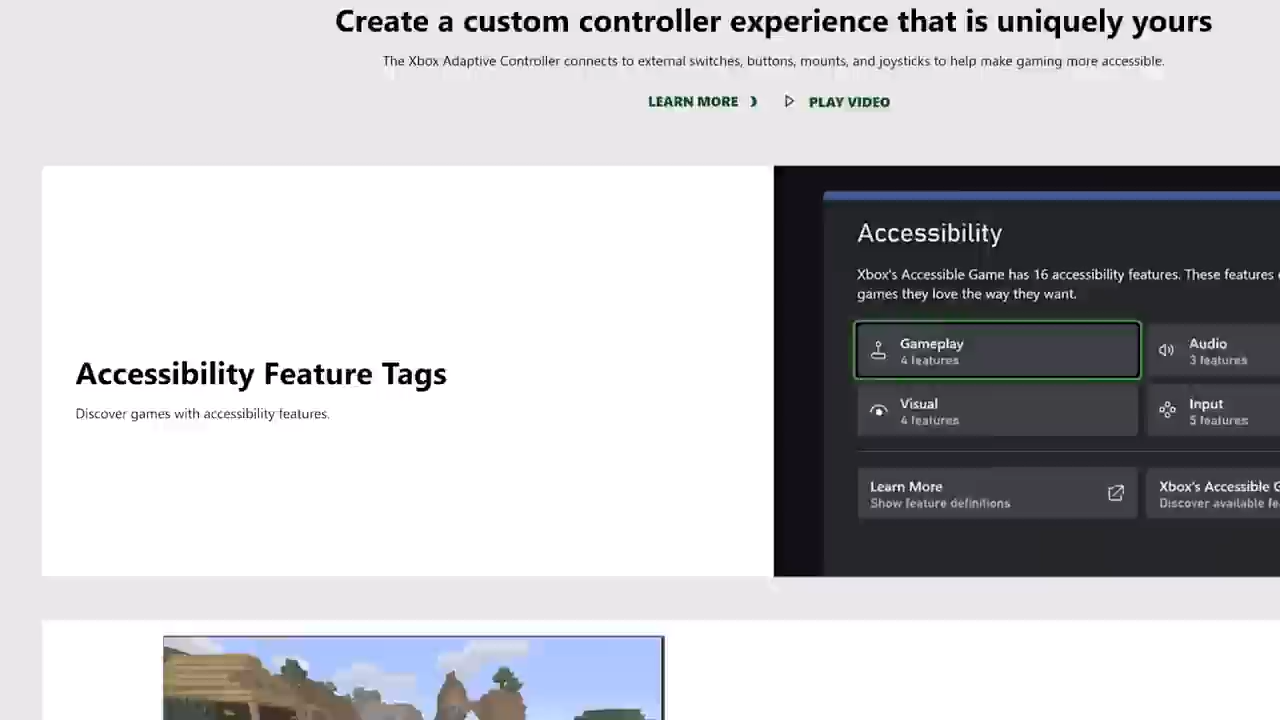 Create a custom controller experience that is uniquely yours
The Xbox Adaptive Controller connects to external switches, buttons, mounts, and joysticks to help make gaming more accessible.
LEARN MORE
PLAY VIDEO
Accessibility Feature Tags
Discover games with accessibility features.
Accessibility
Xbox's Accessible Game has 16 accessibility features. These features
games they love the way they want.
Gameplay
4 features
Audio
3 features
Visual
4 features
Input
5 features
Learn More
Show feature definitions
Xbox's Accessible
Discover available